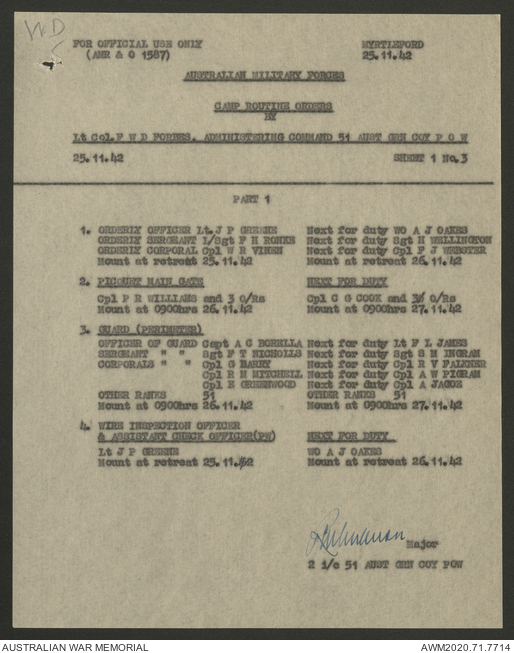 WD
FOR OFFICIAL USE ONLY MYRTLEFORD
(AMR & O 1587) 25.11.42
AUSTRALIAN MILITARY FORCES
CAMP ROUTINE ORDERS
BY
Lt Col. F W D FORBES. ADMINISTERING COMMAND 51 AUST GRN COY P O W
25.11.42 SHEET 1 No.3
PART 1
1. ORDERLY OFFICER Lt. J P GREENE Next for duty WO A J OAKES
ORDERLY SERGEANT L/Sgt F H Next for duty Sgt H WELLINGTON
ORDERLY CORPORAL Cpl W R Next for duty Cpl F J WEBSTER
Mount at retreat 25.11.42 Mount at retreat 26.11.42
2. PICQUET MAIN GATE NEXT FOR DUTY
Cpl P R WILLIAMS and 3 O/Rs Cpl C G COOK and 3 O/Rs
Mount at 0900hrs 26.11.42 Mount at 0900hrs 27.11.42
3. GUARD (PERIMETER)
OFFICER OF GUARD Capt A C BORELLA Next for duty Lt F L JAMES
SERGEANT " " Sgt F T NICHOLLS Next for duty Sgt S M INGRAM
CORPORALS " " Cpl G BARRY Next for duty Cpl R V FALKNER
Cpl R N MITCHELL Next for duty Cpl A W PIGRAM
Cpl H GREENWOOD Next for duty Cpl A JAGOE
OTHER RANKS 51 OTHER RANKS 51
Mount at 0900hrs 26.11.42 Mount at 0900hrs 27.11.42
4. WIRE INSPECTION OFFICER
& ASSISTANT CHECK OFFICER(PW) NEXT FOR DUTY
Lt J P GREENE WO A J OAKES
Mount at retreat 25.11.42 Mount at retreat 26.11.42
Major
2 i/c 51 AUST GRN COY POW
AUSTRALIAN WAR MEMORIAL AWM2020.71.7714